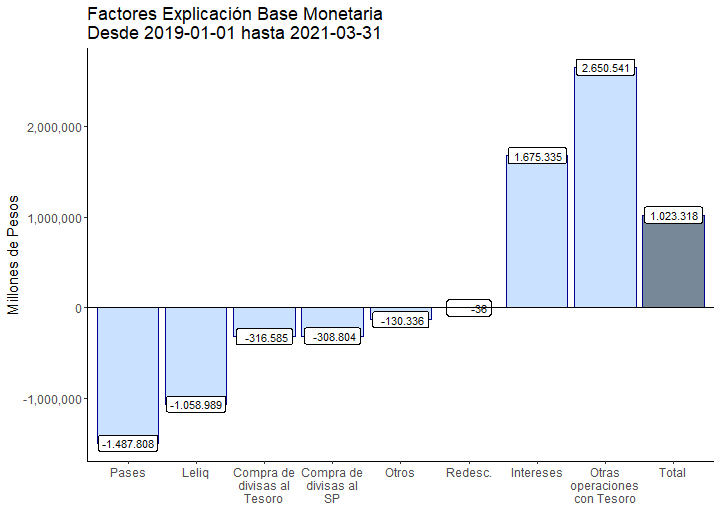 Factores Explicación Base Monetaria
Desde 2019-01-01 hasta 2021-03-31
Millones de Pesos
2,000,000
1,000,000
0
-1,000,000
-1.487.808
-1.058.989
-316.585
-308.804
-130.336
-36
1.675.335
2.650.541
1.023.318
Pases
Leliq
Compra de
divisas al
Tesoro
Compra de
divisas al
SP
Otros
Redesc.
Intereses
Otras
operaciones
con Tesoro
Total